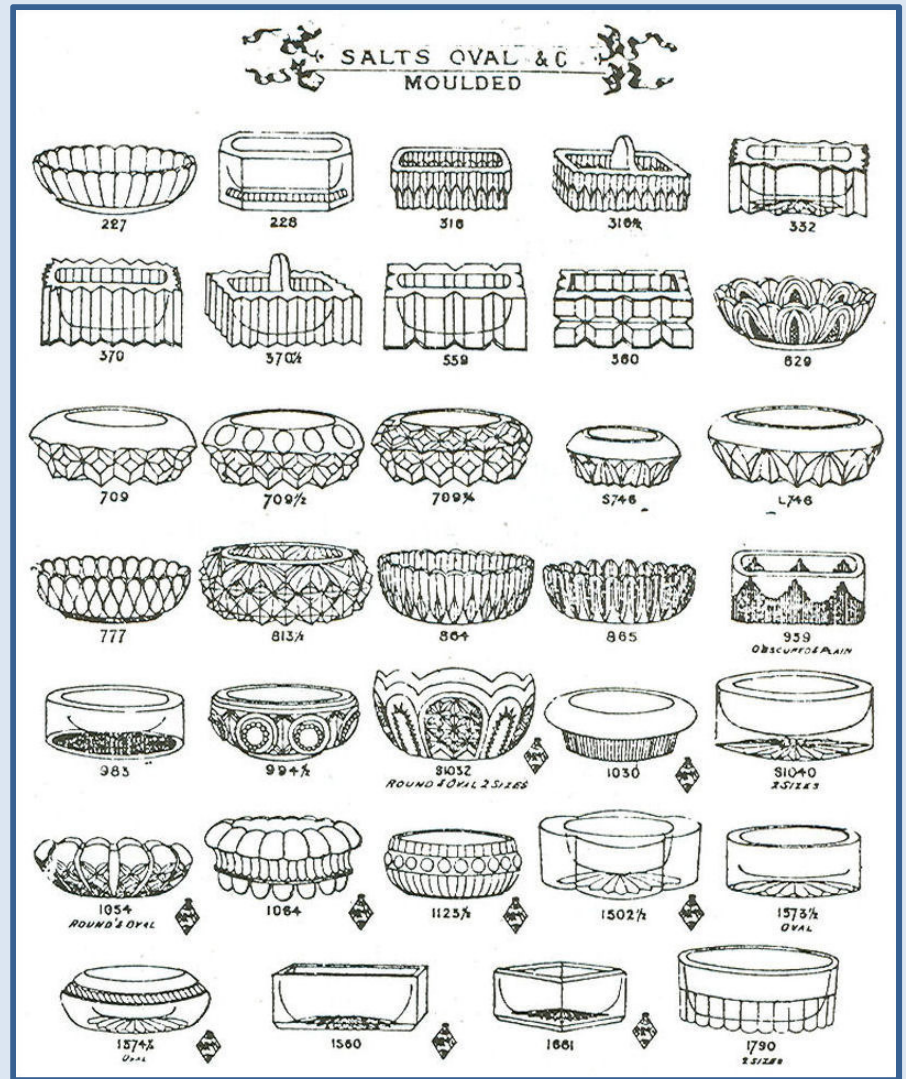 SALTS OVAL & C
MOULDED
227 228 316 316½ 332
370 370½ 559 560 629
709 709½ 709¾ S746 L746
777 813½ 864 865 939
OBSCURED & PLAIN
983 994½ S1032 1030 S1040
ROUND & OVAL 2 SIZES 2 SIZES
1054 1064 1123½ 1502½ 1573½
ROUND & OVAL OVAL
1574½ 1560 1661 1790
OVAL 2 SIZES